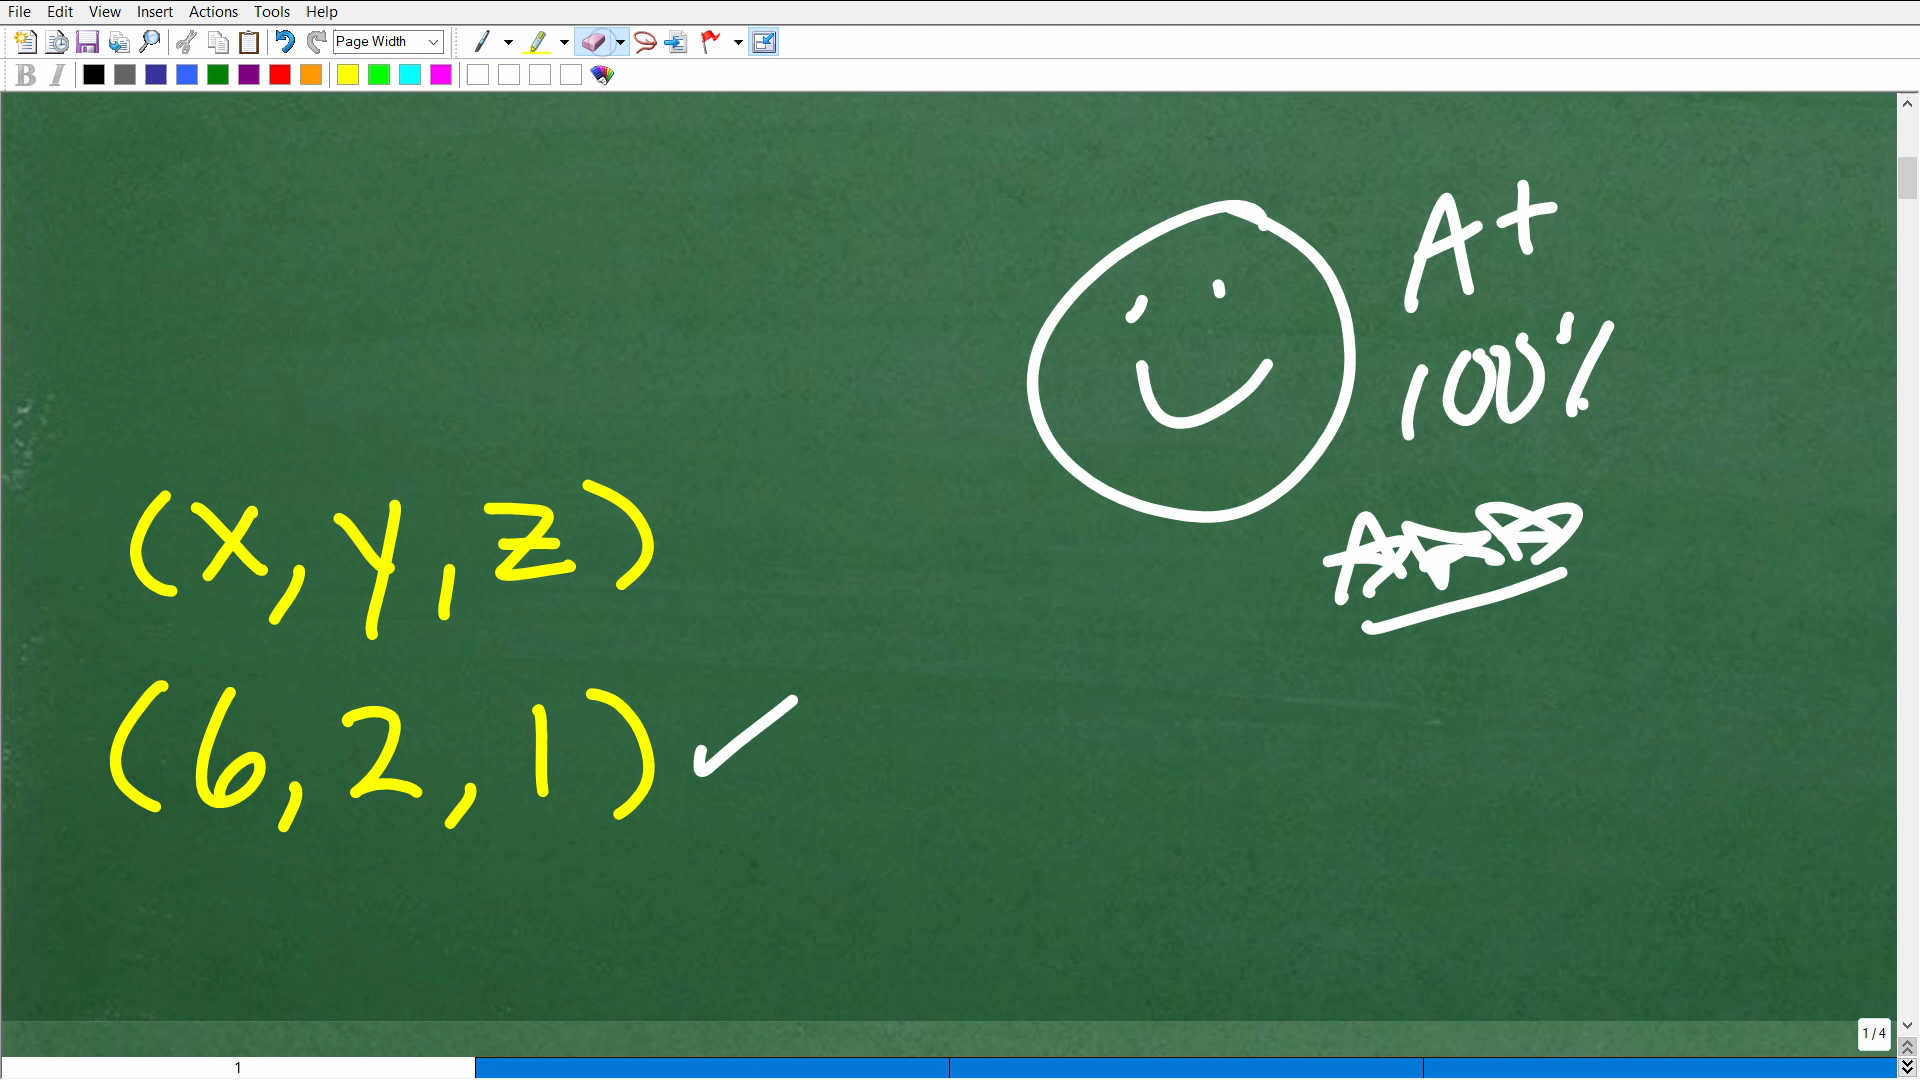 File Edit View Insert Actions Tools Help
Page Width
B I
A+
100%
(x, y, z)
(6, 2, 1)
1 / 4
1